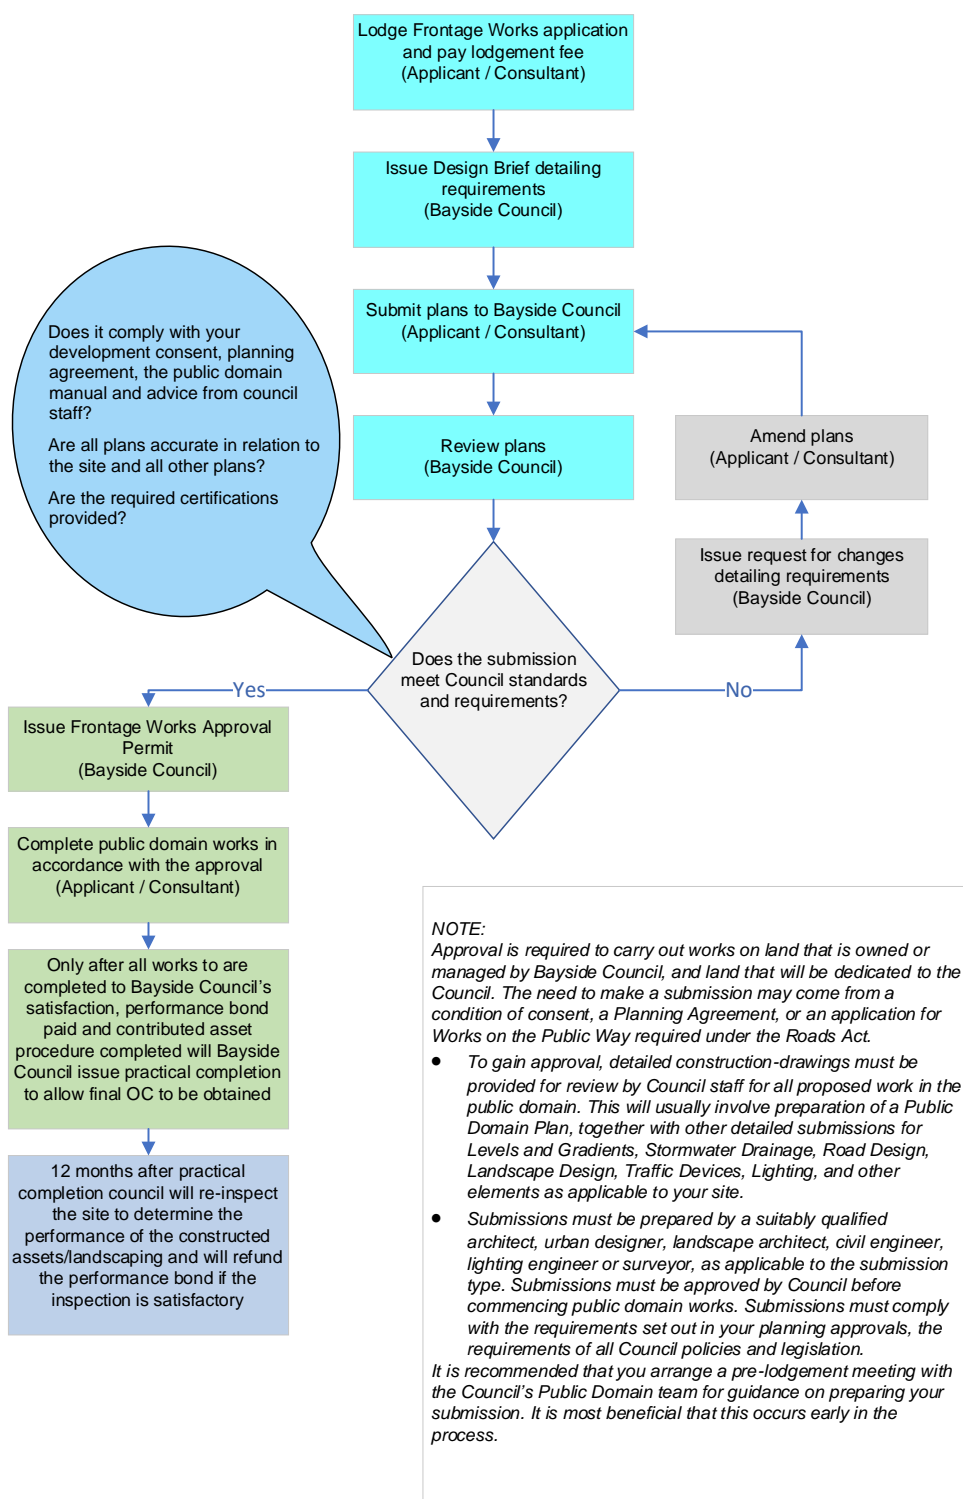 Lodge Frontage Works application
and pay lodgement fee
(Applicant / Consultant)
Issue Design Brief detailing
requirements
(Bayside Council)
Submit plans to Bayside Council
(Applicant / Consultant)
Review plans
(Bayside Council)
Does it comply with your
development consent, planning
agreement, the public domain
manual and advice from council
staff?
Are all plans accurate in relation to
the site and all other plans?
Are the required certifications
provided?
Amend plans
(Applicant / Consultant)
Issue request for changes
detailing requirements
(Bayside Council)
Does the submission
meet Council standards
and requirements?
Yes
No
Issue Frontage Works Approval
Permit
(Bayside Council)
Complete public domain works in
accordance with the approval
(Applicant / Consultant)
Only after all works to are
completed to Bayside Council’s
satisfaction, performance bond
paid and contributed asset
procedure completed will Bayside
Council issue practical completion
to allow final OC to be obtained
12 months after practical
completion council will re-inspect
the site to determine the
performance of the constructed
assets/landscaping and will refund
the performance bond if the
inspection is satisfactory
NOTE:
Approval is required to carry out works on land that is owned or
managed by Bayside Council, and land that will be dedicated to the
Council. The need to make a submission may come from a
condition of consent, a Planning Agreement, or an application for
Works on the Public Way required under the Roads Act.
● To gain approval, detailed construction-drawings must be
provided for review by Council staff for all proposed work in the
public domain. This will usually involve preparation of a Public
Domain Plan, together with other detailed submissions for
Levels and Gradients, Stormwater Drainage, Road Design,
Landscape Design, Traffic Devices, Lighting, and other
elements as applicable to your site.
● Submissions must be prepared by a suitably qualified
architect, urban designer, landscape architect, civil engineer,
lighting engineer or surveyor, as applicable to the submission
type. Submissions must be approved by Council before
commencing public domain works. Submissions must comply
with the requirements set out in your planning approvals, the
requirements of all Council policies and legislation.
It is recommended that you arrange a pre-lodgement meeting with
the Council’s Public Domain team for guidance on preparing your
submission. It is most beneficial that this occurs early in the
process.